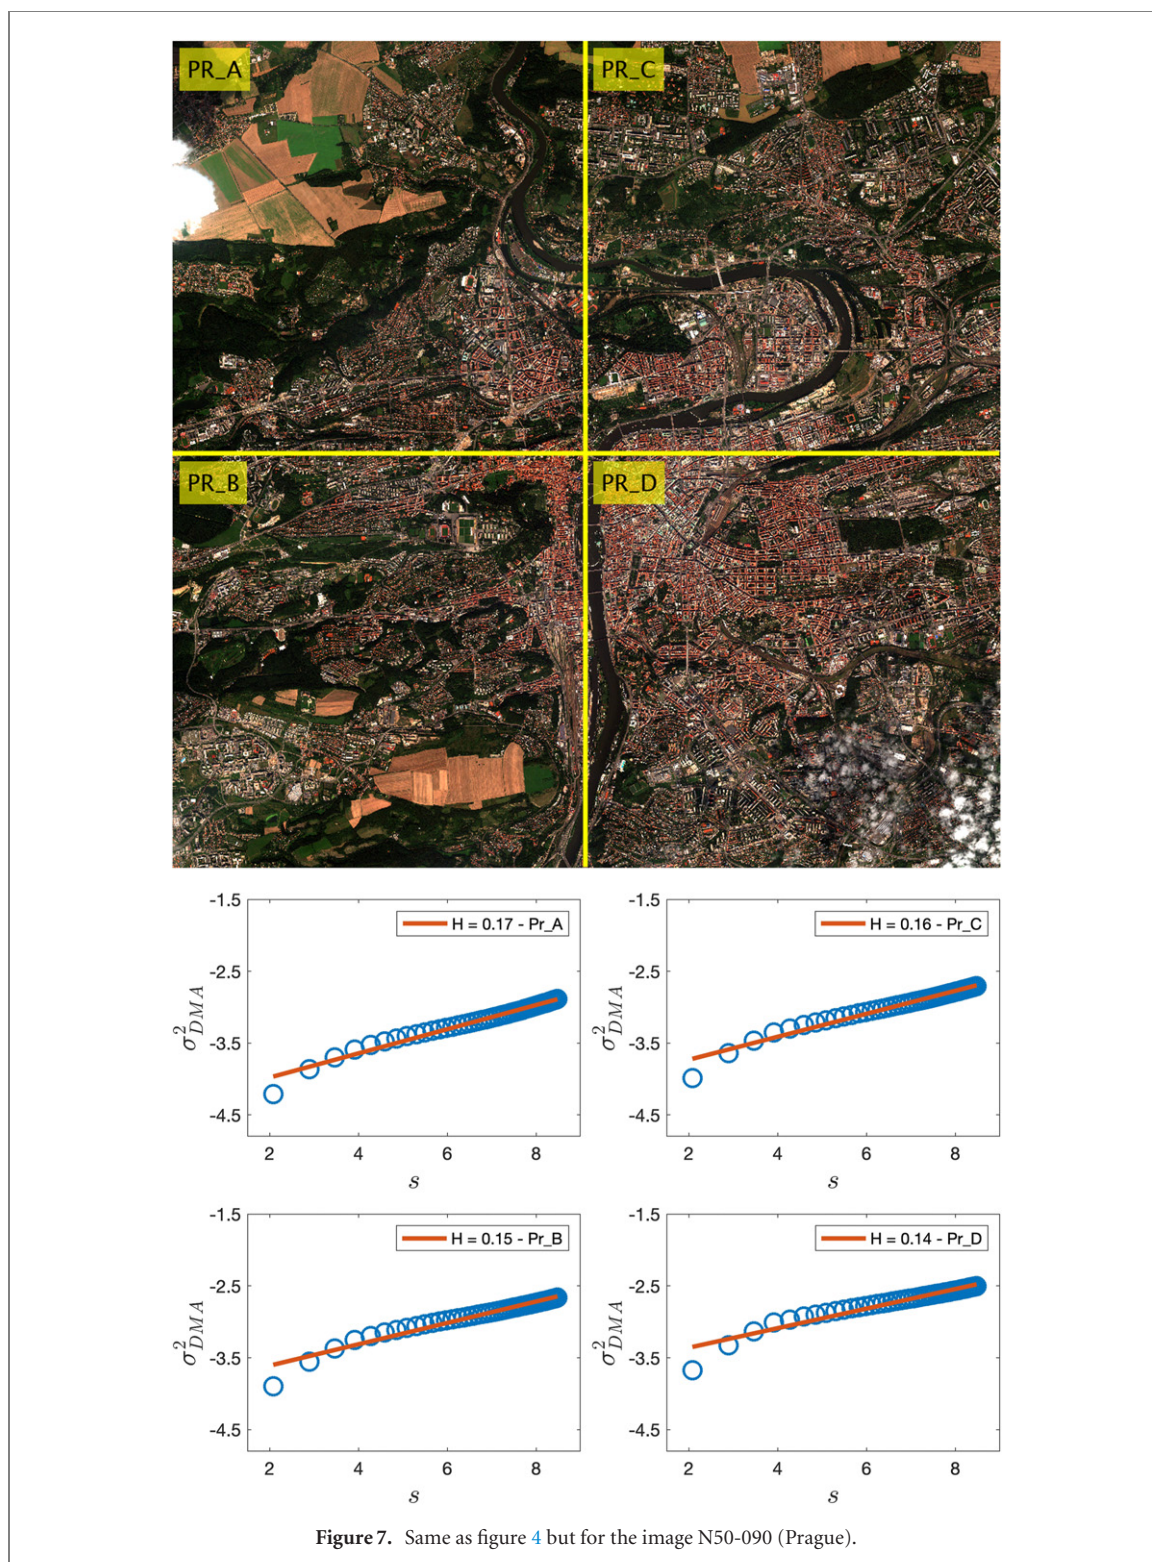 PR_A
PR_C
PR_B
PR_D
-1.5
-2.5
-3.5
-4.5
σ²DMA
H = 0.17 - Pr_A
2 4 6 8
s
-1.5
-2.5
-3.5
-4.5
σ²DMA
H = 0.16 - Pr_C
2 4 6 8
s
-1.5
-2.5
-3.5
-4.5
σ²DMA
H = 0.15 - Pr_B
2 4 6 8
s
-1.5
-2.5
-3.5
-4.5
σ²DMA
H = 0.14 - Pr_D
2 4 6 8
s
Figure 7. Same as figure 4 but for the image N50-090 (Prague).